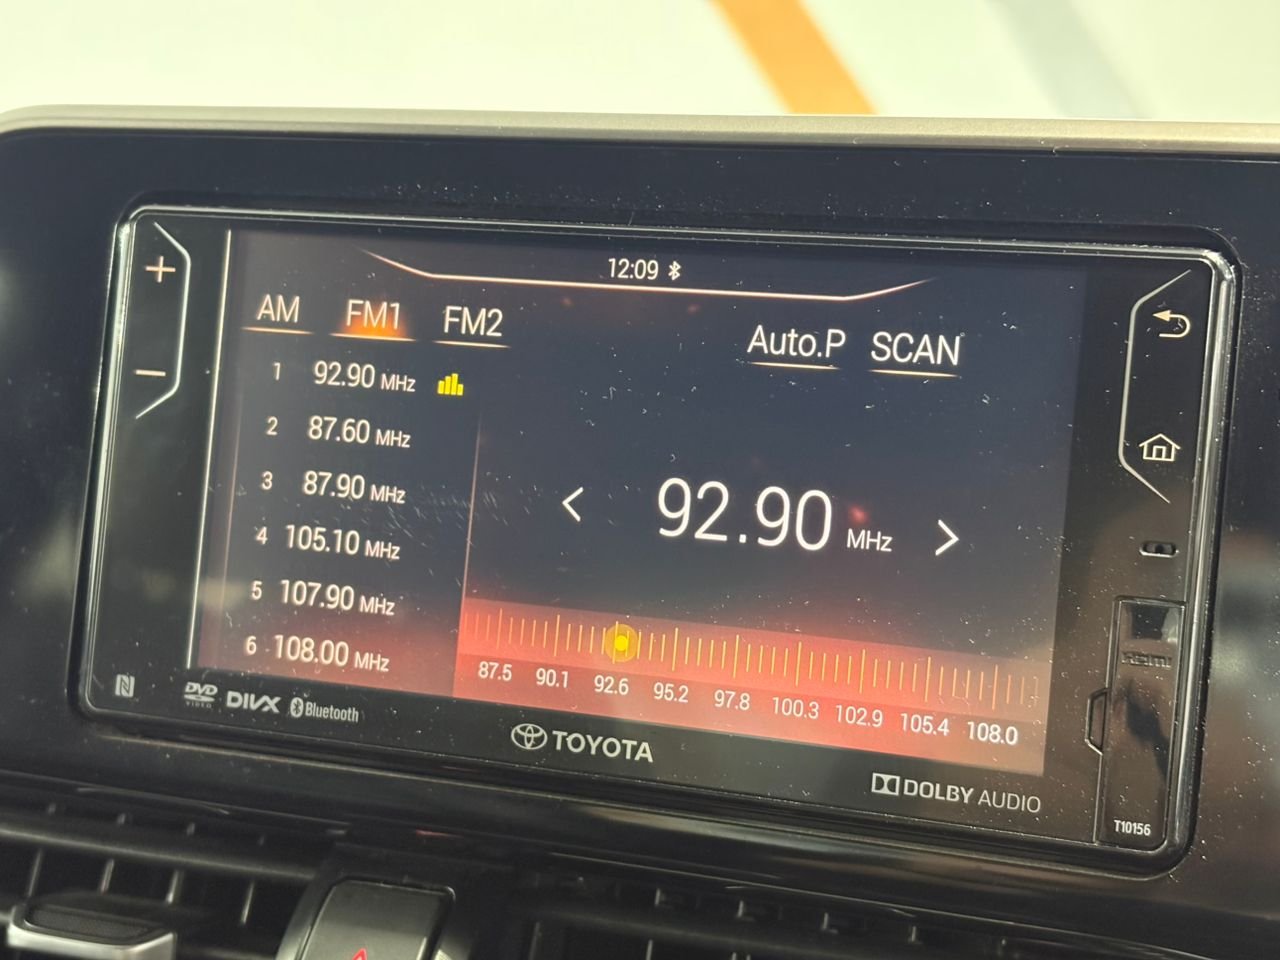 12:09
AM FM1 FM2
Auto.P SCAN
1 92.90 MHz
2 87.60 MHz
3 87.90 MHz
4 105.10 MHz
5 107.90 MHz
6 108.00 MHz
92.90 MHz
87.5 90.1 92.6 95.2 97.8 100.3 102.9 105.4 108.0
DVD VIDEO DIVX Bluetooth
TOYOTA
DOLBY AUDIO
HDMI
T10156